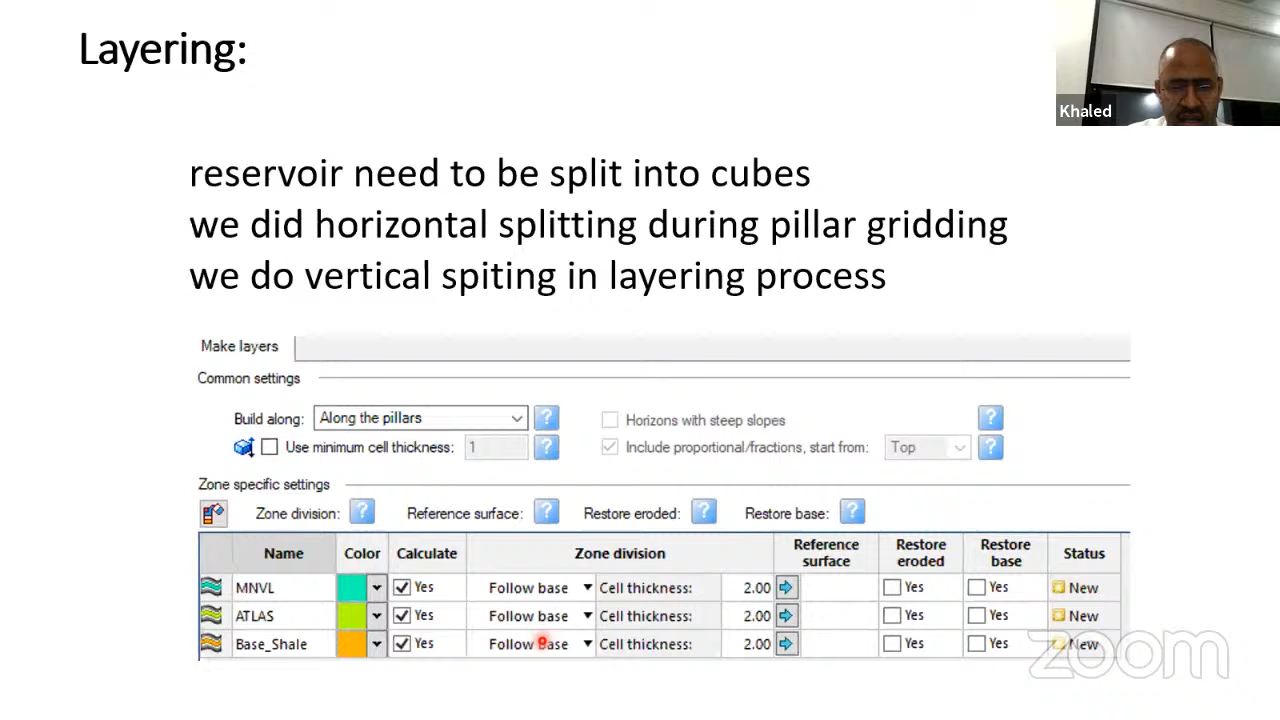 Layering:
Khaled
reservoir need to be split into cubes
we did horizontal splitting during pillar gridding
we do vertical spiting in layering process
Make layers
Common settings
Build along: Along the pillars ? Horizons with steep slopes ?
Use minimum cell thickness: 1 ? Include proportional/fractions, start from: Top ?
Zone specific settings
Zone division: ? Reference surface: ? Restore eroded: ? Restore base: ?
Name Color Calculate Zone division Reference surface Restore eroded Restore base Status
MNVL Yes Follow base Cell thickness: 2.00 Yes Yes New
ATLAS Yes Follow base Cell thickness: 2.00 Yes Yes New
Base_Shale Yes Follow base Cell thickness: 2.00 Yes Yes New
zoom